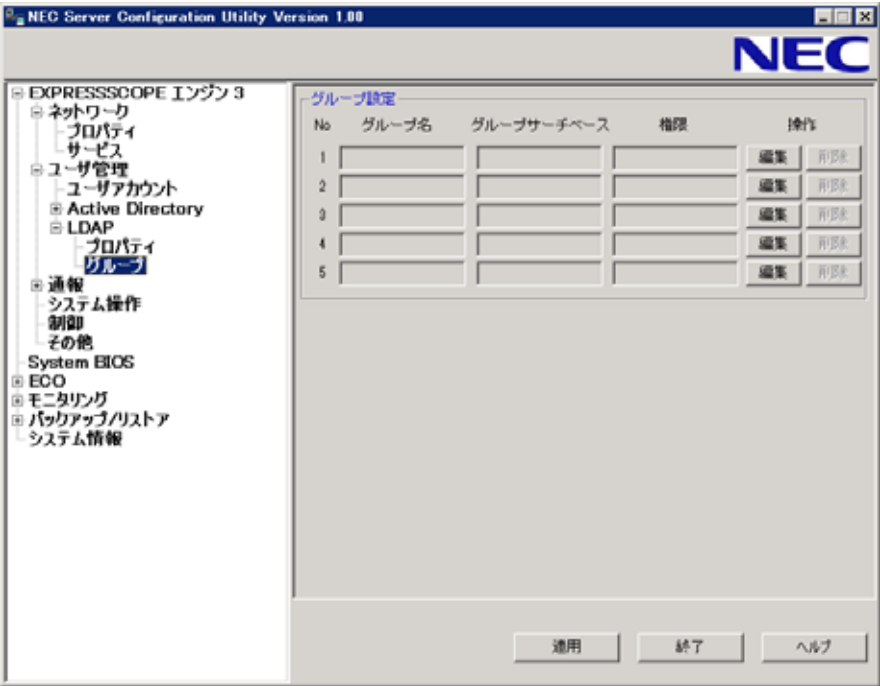 NEC Server Configuration Utility Version 1.00
NEC
EXPRESSSCOPE エンジン 3
ネットワーク
プロパティ
サービス
ユーザ管理
ユーザアカウント
Active Directory
LDAP
プロパティ
グループ
通報
システム操作
制御
その他
System BIOS
ECO
モニタリング
バックアップ/リストア
システム情報
グループ設定
No グループ名 グループサーチベース 権限 操作
1 編集 削除
2 編集 削除
3 編集 削除
4 編集 削除
5 編集 削除
適用 終了 ヘルプ